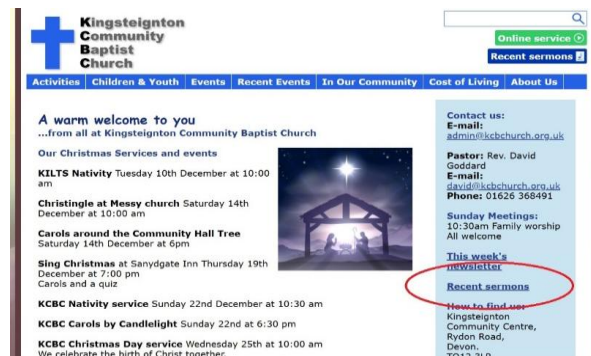 Kingsteignton
Community
Baptist
Church
Online service
Recent sermons
Activities Children & Youth Events Recent Events In Our Community Cost of Living About Us
A warm welcome to you
...from all at Kingsteignton Community Baptist Church
Our Christmas Services and events
KILTS Nativity Tuesday 10th December at 10:00
am
Christingle at Messy church Saturday 14th
December at 10:00 am
Carols around the Community Hall Tree
Saturday 14th December at 6pm
Sing Christmas at Sanydgate Inn Thursday 19th
December at 7:00 pm
Carols and a quiz
KCBC Nativity service Sunday 22nd December at 10:30 am
KCBC Carols by Candlelight Sunday 22nd at 6:30 pm
KCBC Christmas Day service Wednesday 25th at 10:00 am
We celebrate the birth of Christ together
Contact us:
E-mail:
admin@kcbchurch.org.uk
Pastor: Rev. David
Goddard
E-mail:
david@kcbchurch.org.uk
Phone: 01626 368491
Sunday Meetings:
10:30am Family worship
All welcome
This week's
newsletter
Recent sermons
How to find us:
Kingsteignton
Community Centre,
Rydon Road,
Devon.